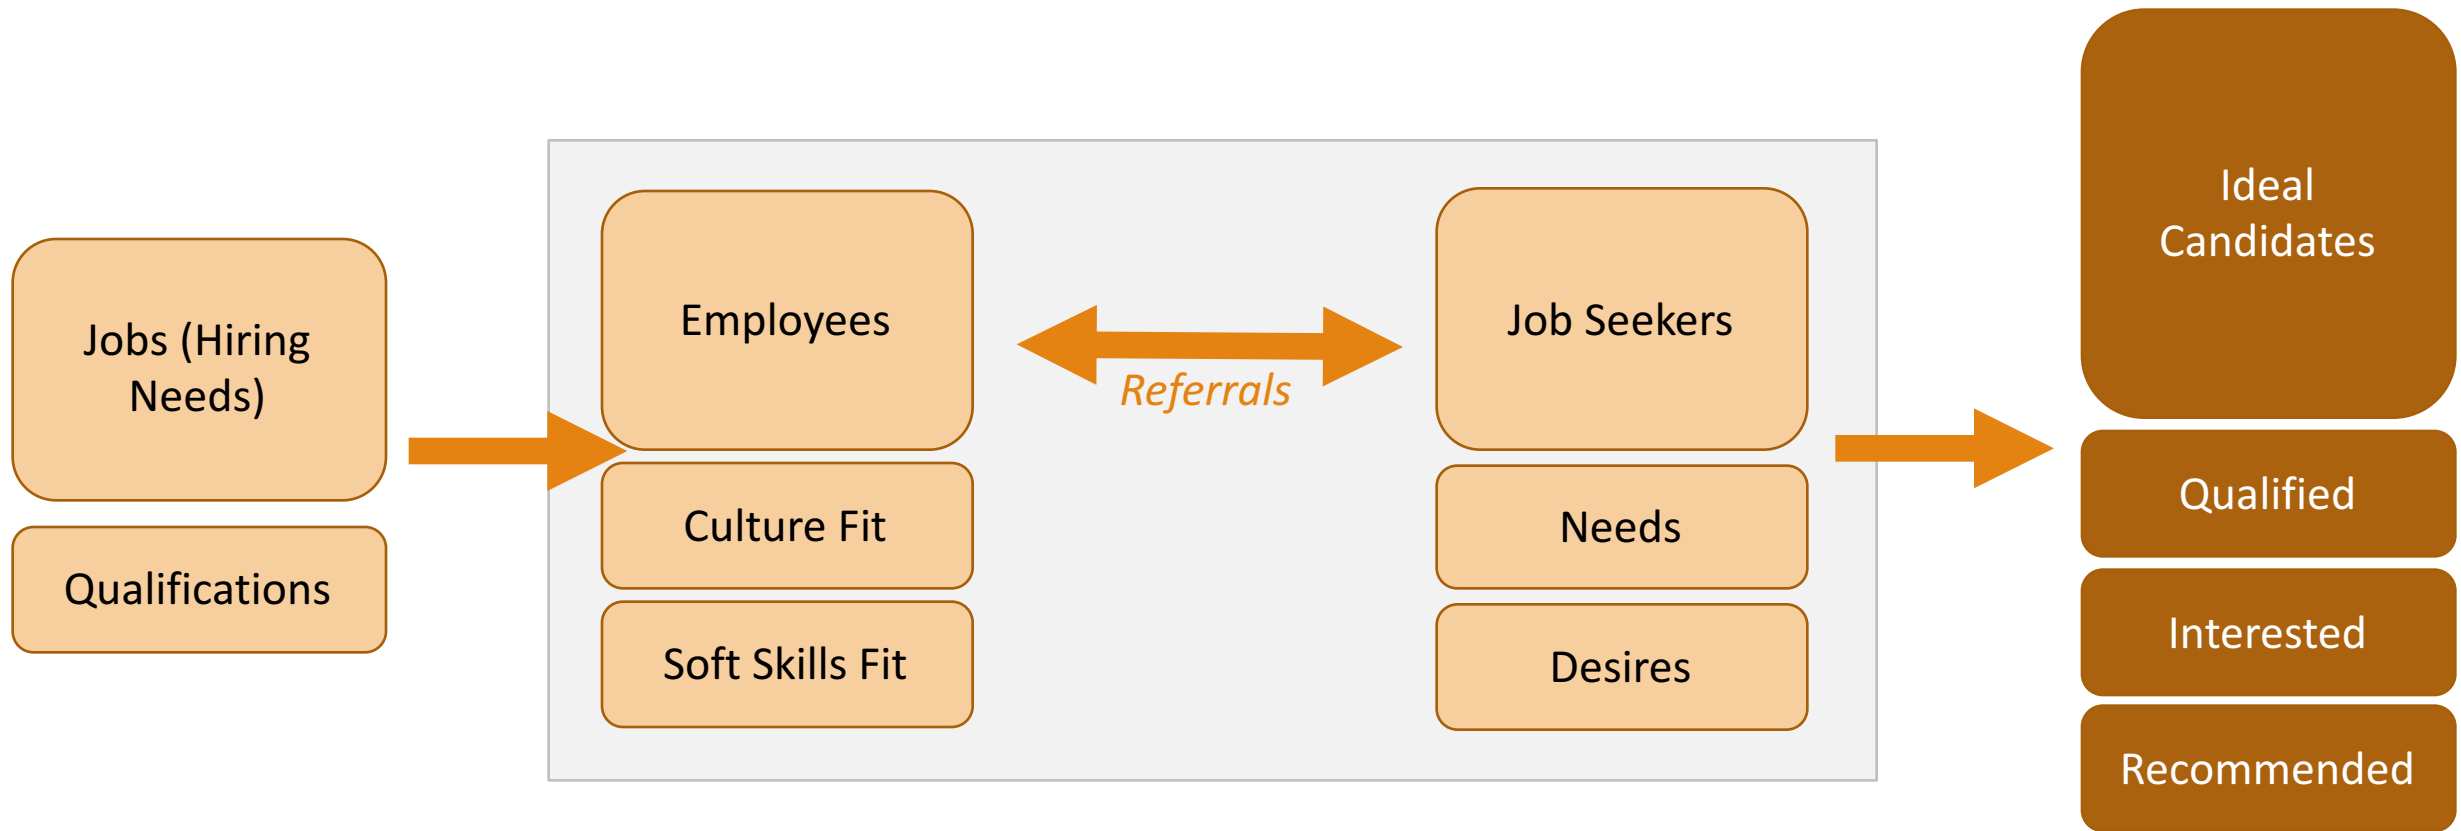 Jobs (Hiring
Needs)
Qualifications
Employees
Culture Fit
Soft Skills Fit
Referrals
Job Seekers
Needs
Desires
Ideal
Candidates
Qualified
Interested
Recommended